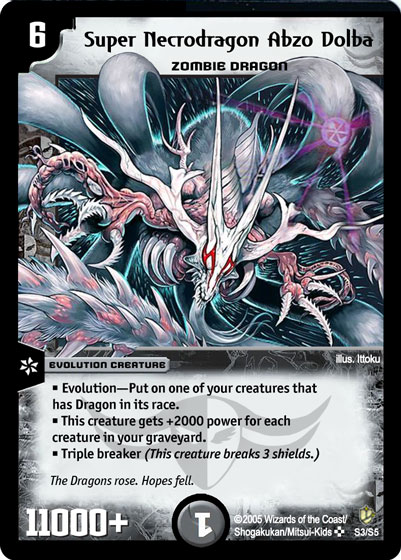 6 Super Necrodragon Abzo Dolba
ZOMBIE DRAGON
illus. Ittoku
EVOLUTION CREATURE
▪ Evolution—Put on one of your creatures that
has Dragon in its race.
▪ This creature gets +2000 power for each
creature in your graveyard.
▪ Triple breaker (This creature breaks 3 shields.)
The Dragons rose. Hopes fell.
11000+
1
©2005 Wizards of the Coast/
Shogakukan/Mitsui-Kids S3/S5